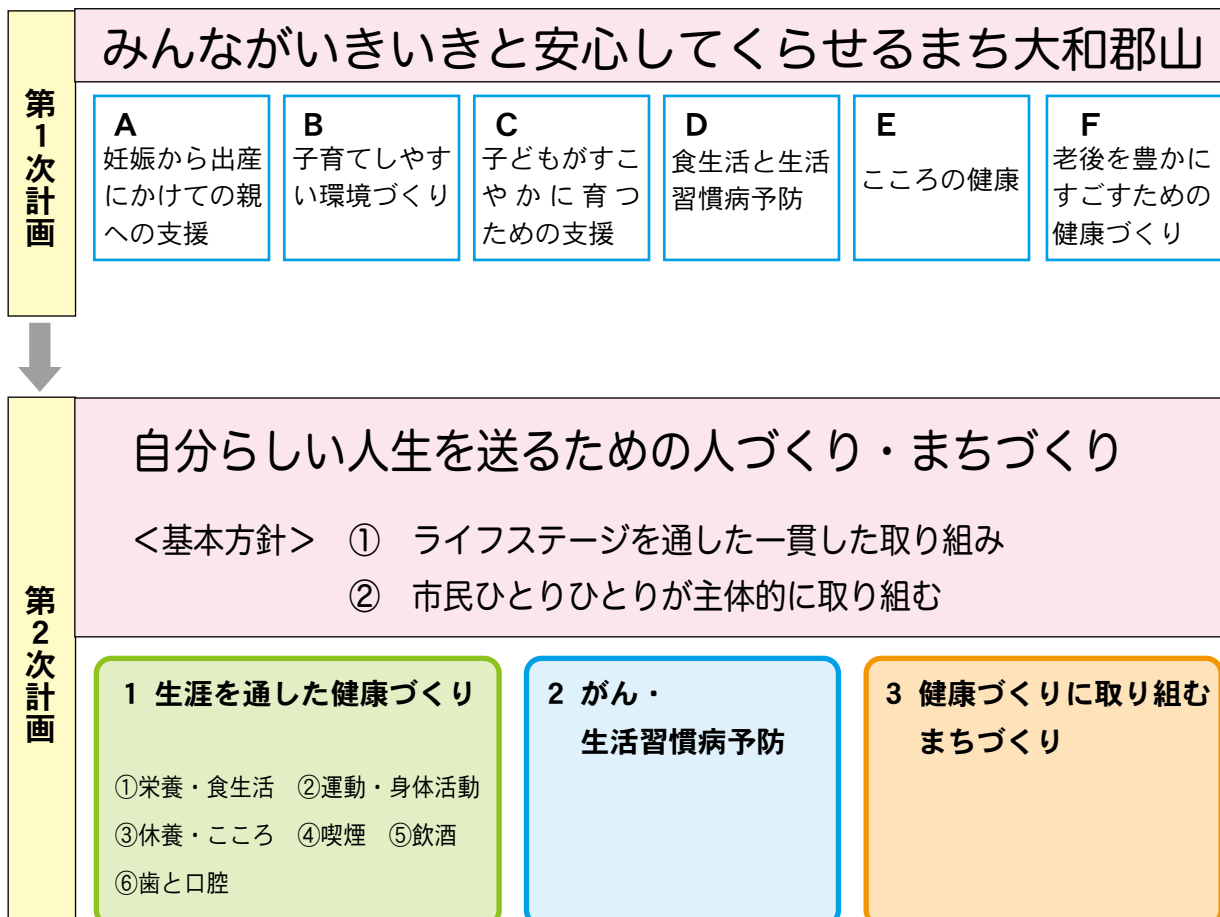 第1次計画
みんながいきいきと安心してくらせるまち大和郡山
A
妊娠から出産
にかけての親
への支援
B
子育てしやす
い環境づくり
C
子どもがすこ
やかに育つ
ための支援
D
食生活と生活
習慣病予防
E
こころの健康
F
老後を豊かに
すごすための
健康づくり
第2次計画
自分らしい人生を送るための人づくり・まちづくり
＜基本方針＞ ① ライフステージを通した一貫した取り組み
② 市民ひとりひとりが主体的に取り組む
1 生涯を通した健康づくり
①栄養・食生活 ②運動・身体活動
③休養・こころ ④喫煙 ⑤飲酒
⑥歯と口腔
2 がん・
生活習慣病予防
3 健康づくりに取り組む
まちづくり